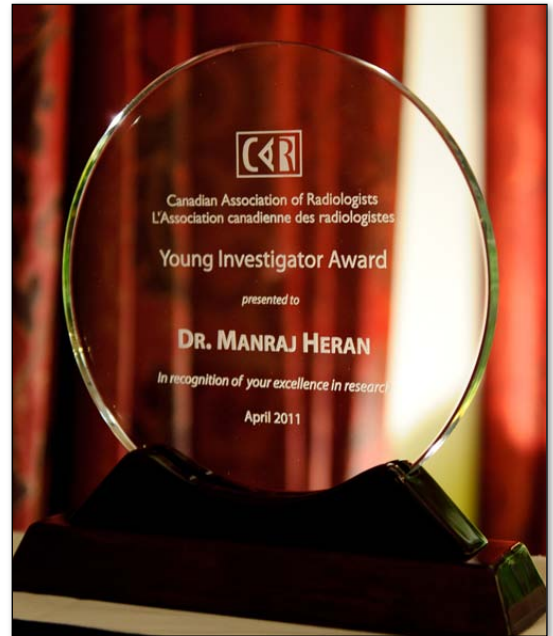 CAR
Canadian Association of Radiologists
L'Association canadienne des radiologistes
Young Investigator Award
presented to
DR. MANRAJ HERAN
In recognition of your excellence in research
April 2011